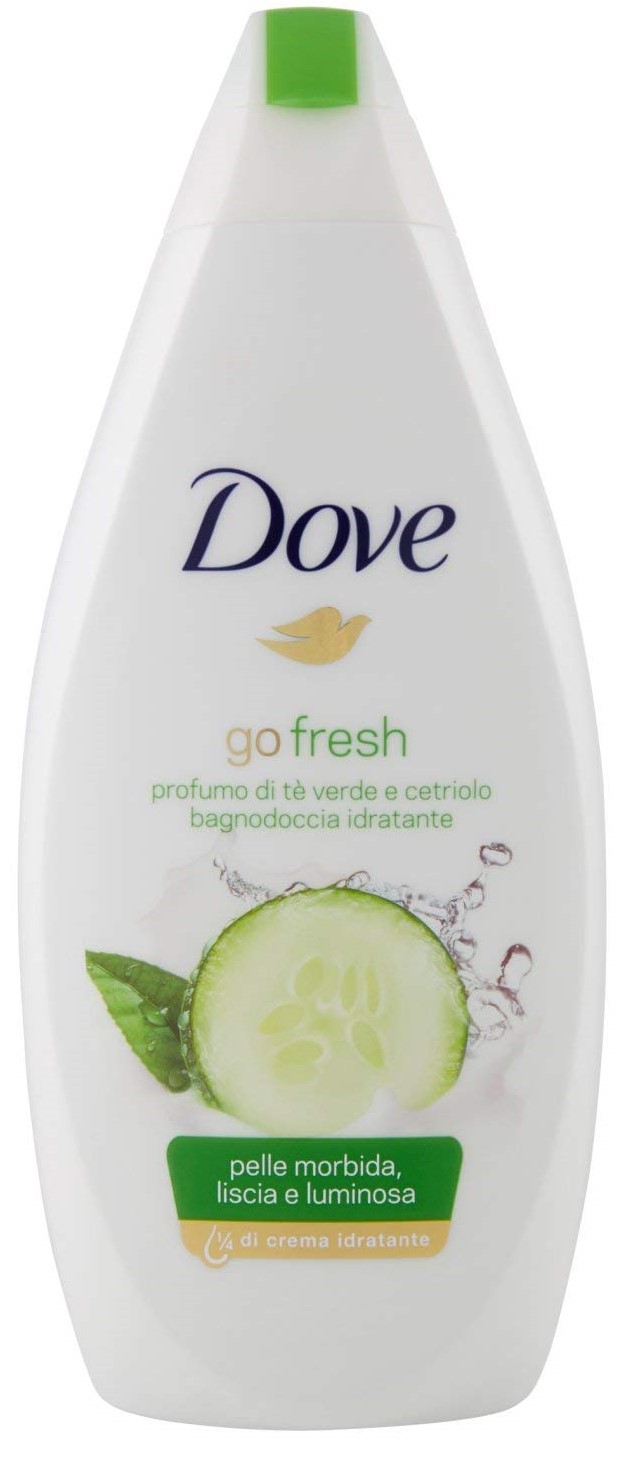 Dove
go fresh
profumo di tè verde e cetriolo
bagnodoccia idratante
pelle morbida,
liscia e luminosa
¼ di crema idratante